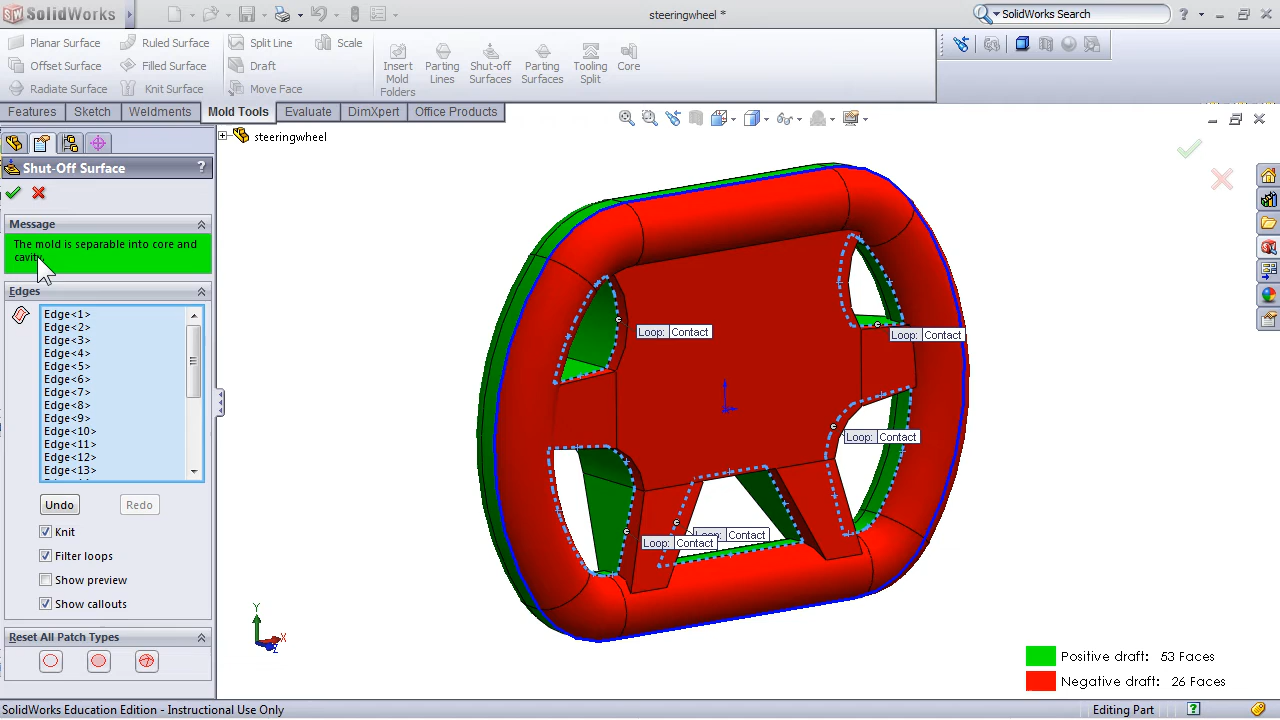 SolidWorks
steeringwheel *
SolidWorks Search
Planar Surface
Ruled Surface
Split Line
Scale
Offset Surface
Filled Surface
Draft
Radiate Surface
Knit Surface
Move Face
Insert Mold Folders
Parting Lines
Shut-off Surfaces
Parting Surfaces
Tooling Split
Core
Features
Sketch
Weldments
Mold Tools
Evaluate
DimXpert
Office Products
steeringwheel
Shut-Off Surface
?
Message
The mold is separable into core and
cavity.
Edges
Edge<1>
Edge<2>
Edge<3>
Edge<4>
Edge<5>
Edge<6>
Edge<7>
Edge<8>
Edge<9>
Edge<10>
Edge<11>
Edge<12>
Edge<13>
Undo
Redo
Knit
Filter loops
Show preview
Show callouts
Reset All Patch Types
Loop: Contact
Loop: Contact
Loop: Contact
Loop: Contact
Loop: Contact
Y
X
Z
Positive draft: 53 Faces
Negative draft: 26 Faces
SolidWorks Education Edition - Instructional Use Only
Editing Part